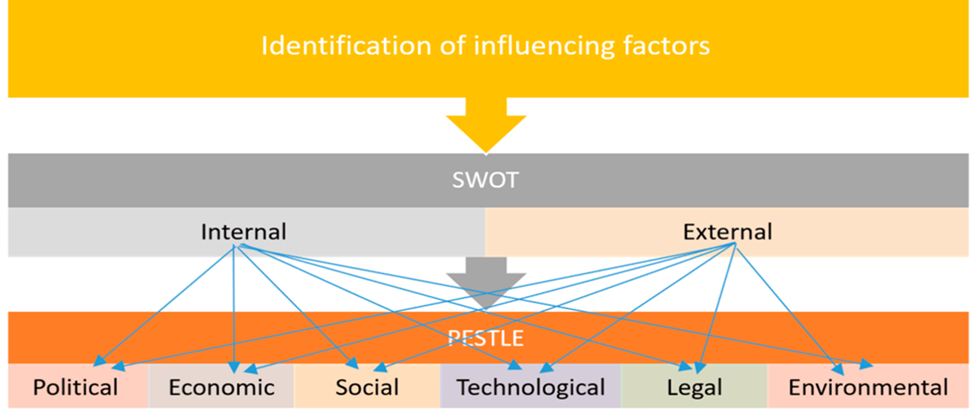 Identification of influencing factors
SWOT
Internal External
PESTLE
Political Economic Social Technological Legal Environmental